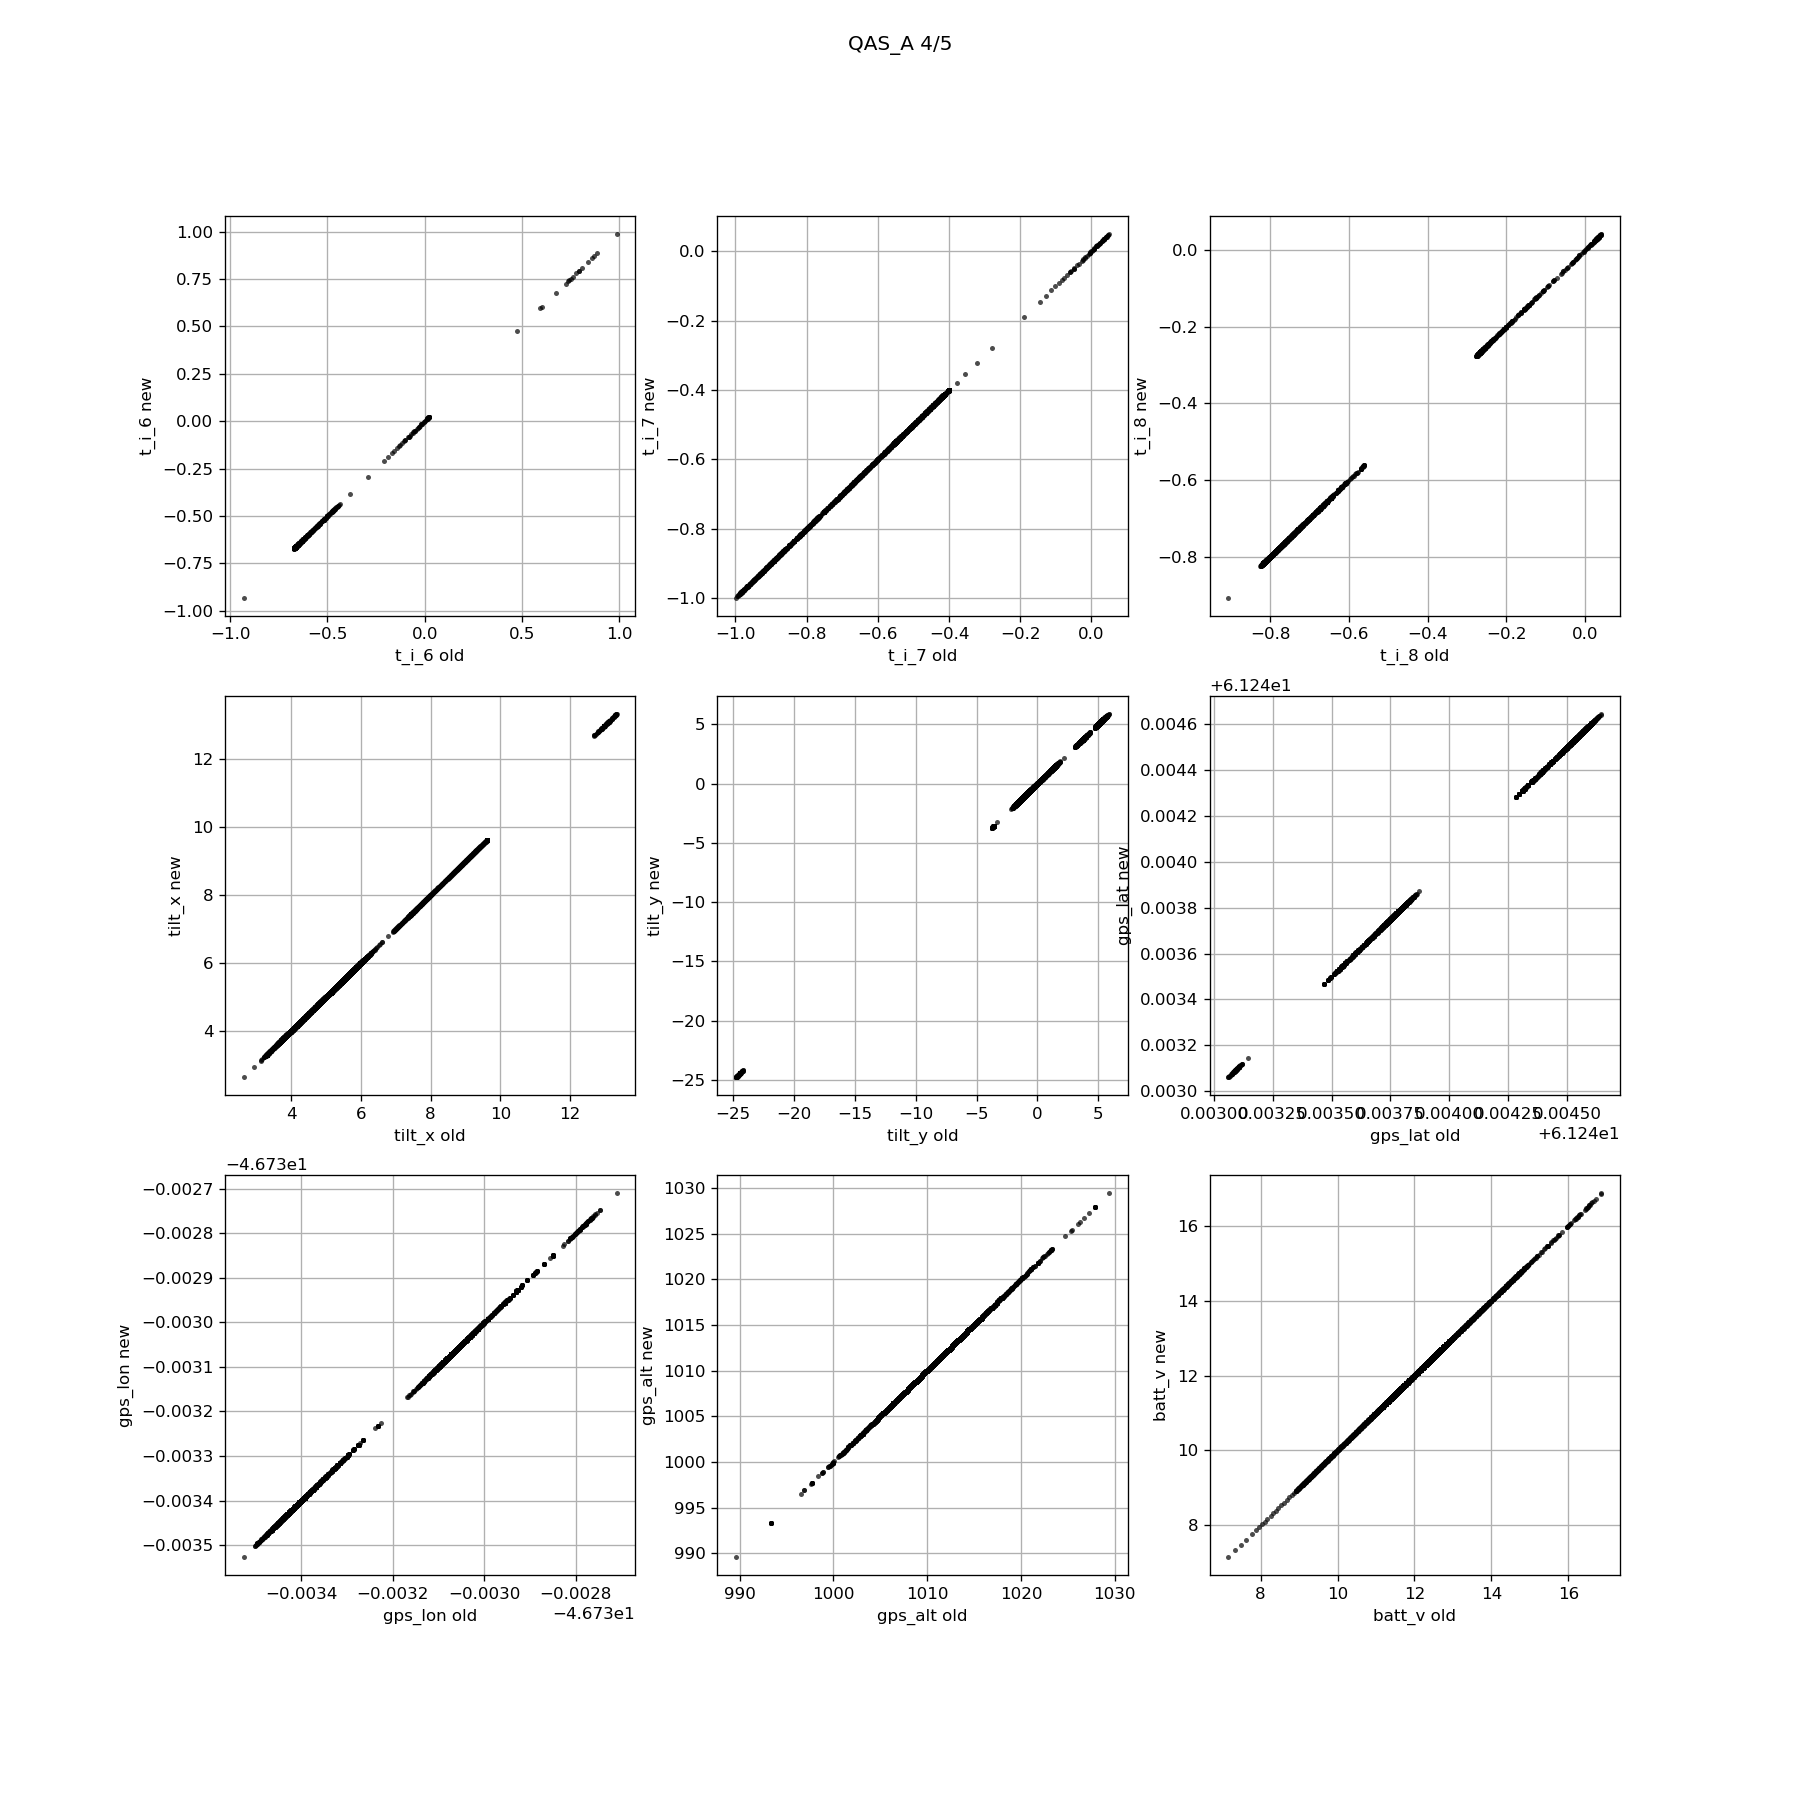 QAS_A 4/5
1.00
0.75
0.50
0.25
0.00
−0.25
−0.50
−0.75
−1.00
t_i_6 new
−1.0 −0.5 0.0 0.5 1.0
t_i_6 old
0.0
−0.2
−0.4
−0.6
−0.8
−1.0
t_i_7 new
−1.0 −0.8 −0.6 −0.4 −0.2 0.0
t_i_7 old
0.0
−0.2
−0.4
−0.6
−0.8
t_i_8 new
−0.8 −0.6 −0.4 −0.2 0.0
t_i_8 old
12
10
8
6
4
tilt_x new
4 6 8 10 12
tilt_x old
5
0
−5
−10
−15
−20
−25
tilt_y new
−25 −20 −15 −10 −5 0 5
tilt_y old
+6.124e1
0.0046
0.0044
0.0042
0.0040
0.0038
0.0036
0.0034
0.0032
0.0030
gps_lat new
0.00300 0.00325 0.00350 0.00375 0.00400 0.00425 0.00450
gps_lat old
+6.124e1
−4.673e1
−0.0027
−0.0028
−0.0029
−0.0030
−0.0031
−0.0032
−0.0033
−0.0034
−0.0035
gps_lon new
−0.0034 −0.0032 −0.0030 −0.0028
gps_lon old
−4.673e1
1030
1025
1020
1015
1010
1005
1000
995
990
gps_alt new
990 1000 1010 1020 1030
gps_alt old
16
14
12
10
8
batt_v new
8 10 12 14 16
batt_v old